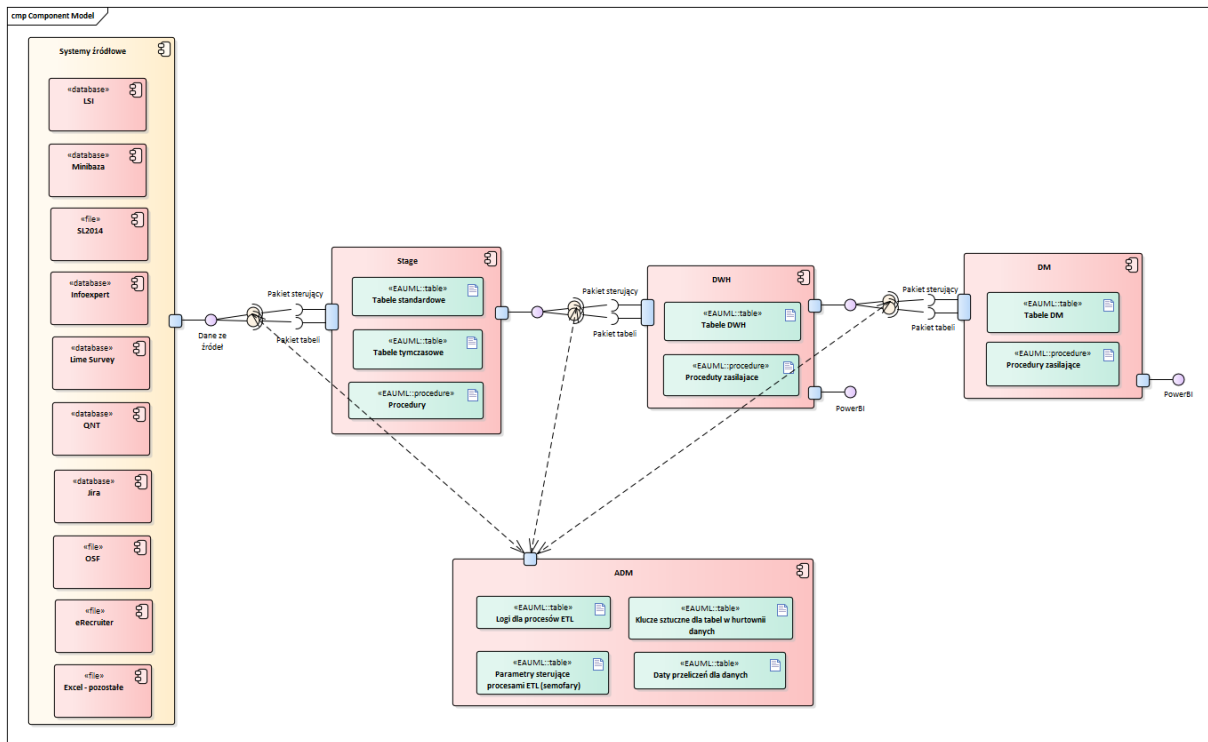 cmp Component Model
Systemy źródłowe
«database»
LSI
«database»
Minibaza
«file»
SL2014
«database»
Infoexpert
«database»
Lime Survey
«database»
QNT
«database»
Jira
«file»
OSF
«file»
eRecruiter
«file»
Excel - pozostałe
Dane ze
źródeł
Pakiet sterujący
Pakiet tabeli
Stage
«EAUML::table»
Tabele standardowe
«EAUML::table»
Tabele tymczasowe
«EAUML::procedure»
Procedury
Pakiet sterujący
Pakiet tabeli
DWH
«EAUML::table»
Tabele DWH
«EAUML::procedure»
Proceduty zasilajace
PowerBI
Pakiet sterujący
Pakiet tabeli
DM
«EAUML::table»
Tabele DM
«EAUML::procedure»
Procedury zasilające
PowerBI
ADM
«EAUML::table»
Logi dla procesów ETL
«EAUML::table»
Klucze sztuczne dla tabel w hurtownii
danych
«EAUML::table»
Parametry sterujące
procesami ETL (semofary)
«EAUML::table»
Daty przeliczeń dla danych